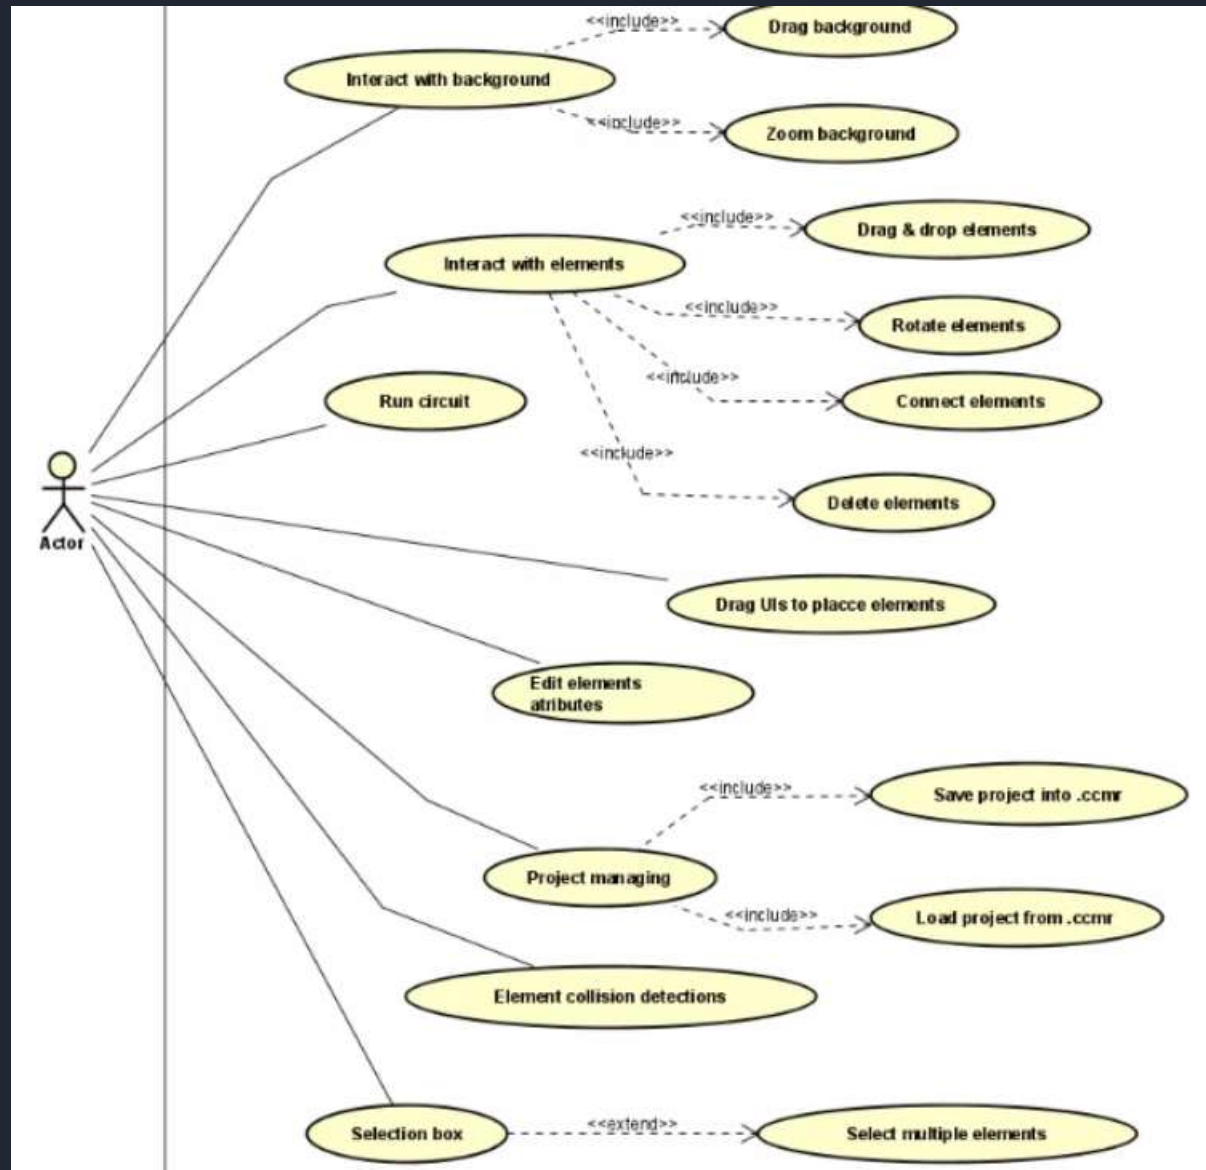 <<include>>
Drag background
Interact with background
<<include>>
Zoom background
<<include>>
Drag & drop elements
Interact with elements
<<include>>
Rotate elements
<<include>>
Run circuit
Connect elements
<<include>>
Delete elements
Actor
Drag UIs to placce elements
Edit elements
atributes
<<include>>
Save project into .ccmr
Project managing
<<include>>
Load project from .ccmr
Element collision detections
<<extend>>
Selection box
Select multiple elements